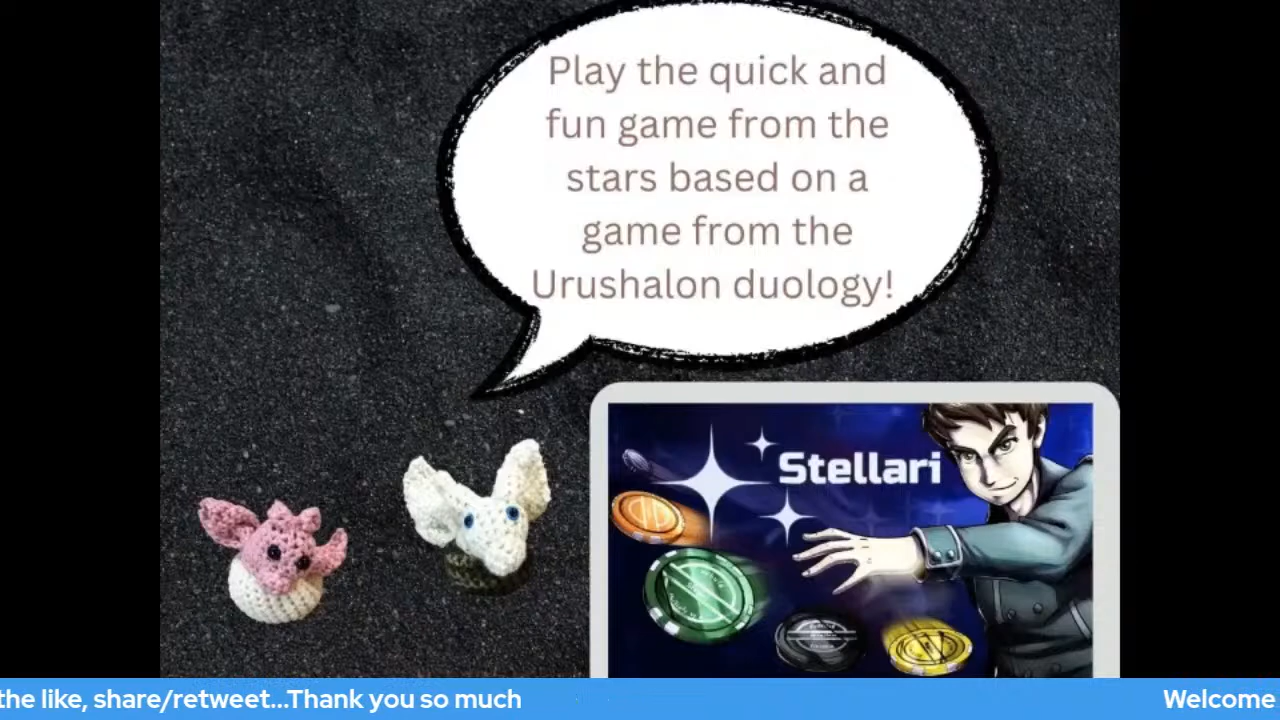 Play the quick and
fun game from the
stars based on a
game from the
Urushalon duology!
Stellari
the like, share/retweet...Thank you so much
Welcome